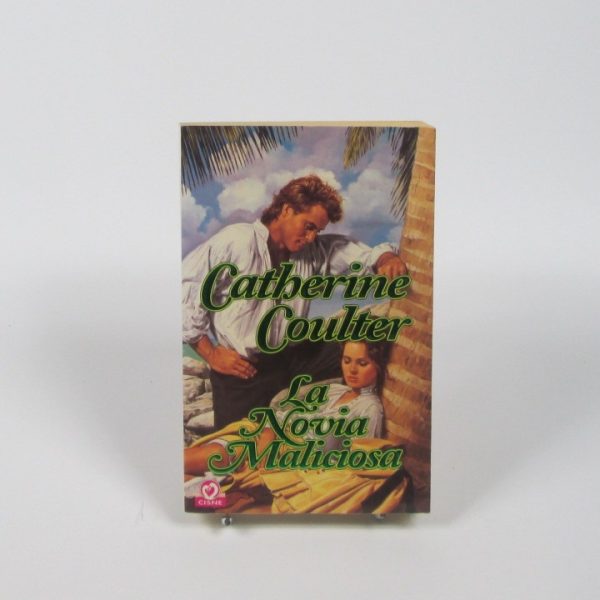 Catherine
Coulter
La
Novia
Maliciosa
CISNE